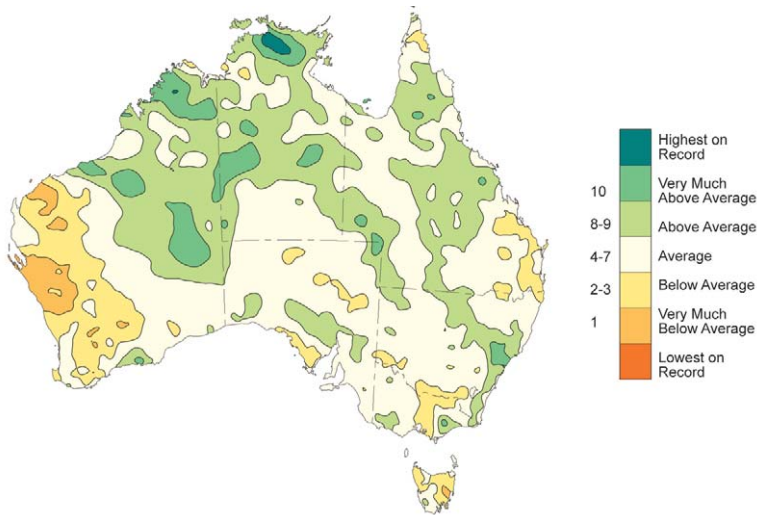 Highest on
Record
10
Very Much
Above Average
8-9
Above Average
4-7
Average
2-3
Below Average
1
Very Much
Below Average
Lowest on
Record